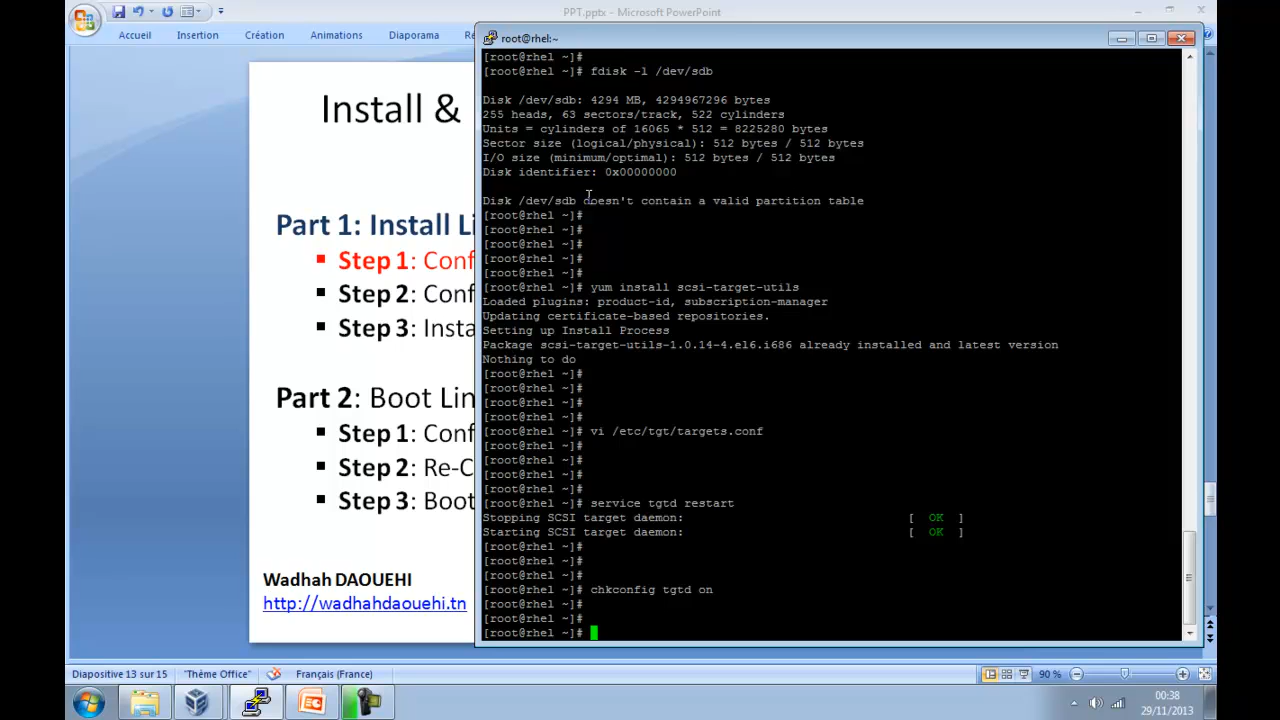 PPT.pptx - Microsoft PowerPoint
Accueil Insertion Création Animations Diaporama
root@rhel:~
Install &
Part 1: Install Li
Step 1: Conf
Step 2: Conf
Step 3: Insta
Part 2: Boot Lin
Step 1: Conf
Step 2: Re-C
Step 3: Boot
Wadhah DAOUEHI
http://wadhahdaouehi.tn
[root@rhel ~]#
[root@rhel ~]# fdisk -l /dev/sdb
Disk /dev/sdb: 4294 MB, 4294967296 bytes
255 heads, 63 sectors/track, 522 cylinders
Units = cylinders of 16065 * 512 = 8225280 bytes
Sector size (logical/physical): 512 bytes / 512 bytes
I/O size (minimum/optimal): 512 bytes / 512 bytes
Disk identifier: 0x00000000
Disk /dev/sdb doesn't contain a valid partition table
[root@rhel ~]#
[root@rhel ~]#
[root@rhel ~]#
[root@rhel ~]#
[root@rhel ~]#
[root@rhel ~]# yum install scsi-target-utils
Loaded plugins: product-id, subscription-manager
Updating certificate-based repositories.
Setting up Install Process
Package scsi-target-utils-1.0.14-4.el6.i686 already installed and latest version
Nothing to do
[root@rhel ~]#
[root@rhel ~]#
[root@rhel ~]#
[root@rhel ~]#
[root@rhel ~]# vi /etc/tgt/targets.conf
[root@rhel ~]#
[root@rhel ~]#
[root@rhel ~]#
[root@rhel ~]#
[root@rhel ~]# service tgtd restart
Stopping SCSI target daemon: [ OK ]
Starting SCSI target daemon: [ OK ]
[root@rhel ~]#
[root@rhel ~]#
[root@rhel ~]#
[root@rhel ~]# chkconfig tgtd on
[root@rhel ~]#
[root@rhel ~]#
[root@rhel ~]#
Diapositive 13 sur 15 "Thème Office" Français (France) 90 %
00:38
29/11/2013